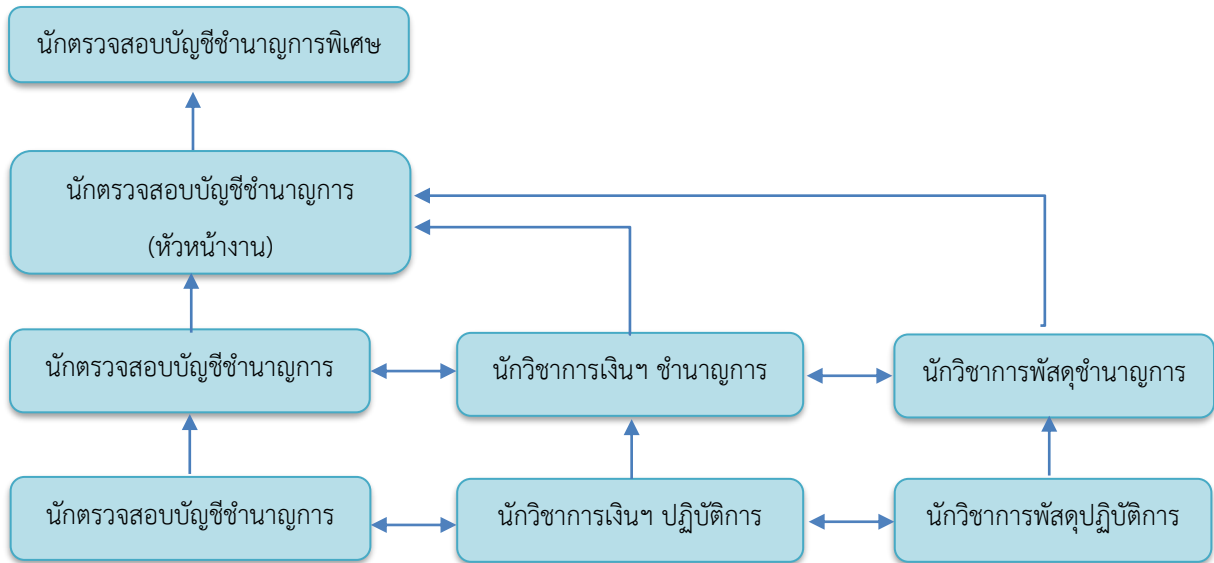 นักตรวจสอบบัญชีชำนาญการพิเศษ
นักตรวจสอบบัญชีชำนาญการ
(หัวหน้างาน)
นักตรวจสอบบัญชีชำนาญการ
นักวิชาการเงินฯ ชำนาญการ
นักวิชาการพัสดุชำนาญการ
นักตรวจสอบบัญชีชำนาญการ
นักวิชาการเงินฯ ปฏิบัติการ
นักวิชาการพัสดุปฏิบัติการ